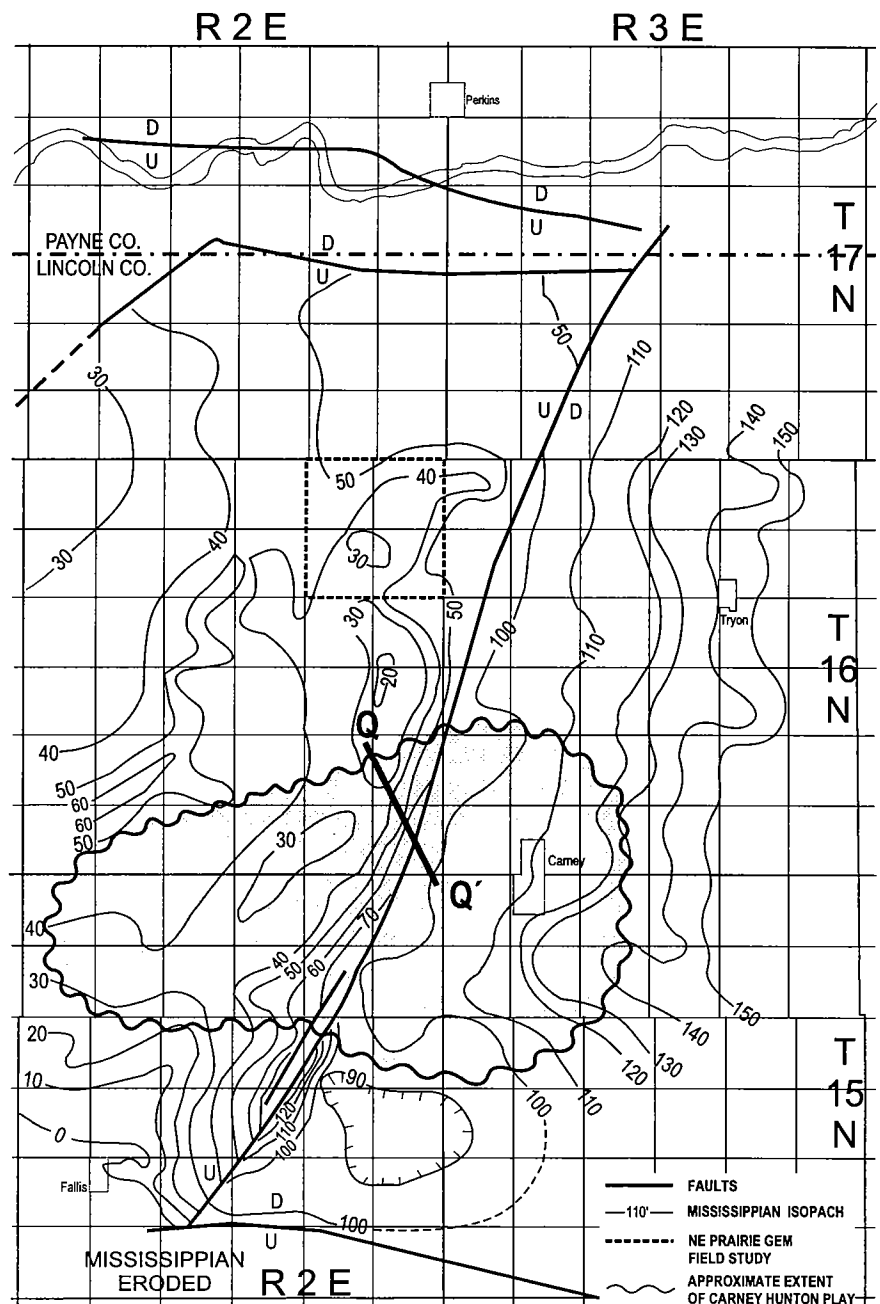 R 2 E R 3 E
Perkins
D
U
D
U
PAYNE CO.
LINCOLN CO.
D
U
T
17
N
50
110
30
U D
120
130
140
150
50
40
40
30
30
30
50
100
110
Tryon
T
16
N
20
Q
40
50
60
60
50
30
Carney
Q´
70
40
40
50
60
30
150
140
130
120
110
100
20
10
0
90
120
110
100
T
15
N
Fallis
U
D
U
100
MISSISSIPPIAN
ERODED
R 2 E
FAULTS
110' MISSISSIPPIAN ISOPACH
NE PRAIRIE GEM
FIELD STUDY
APPROXIMATE EXTENT
OF CARNEY HUNTON PLAY